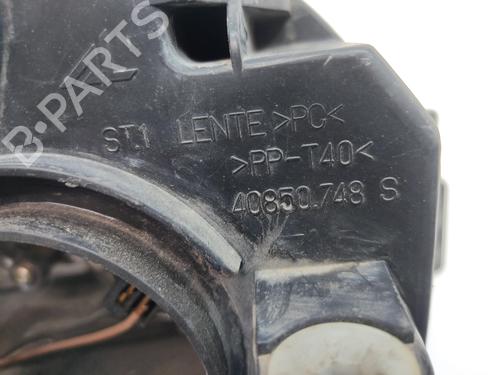 B-PARTS
ST1 LENTE >PC<
>PP-T40<
40850.748 S